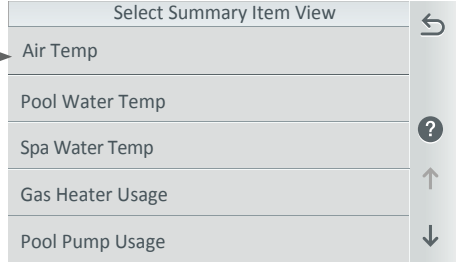 Select Summary Item View
Air Temp
Pool Water Temp
?
Spa Water Temp
Gas Heater Usage
Pool Pump Usage